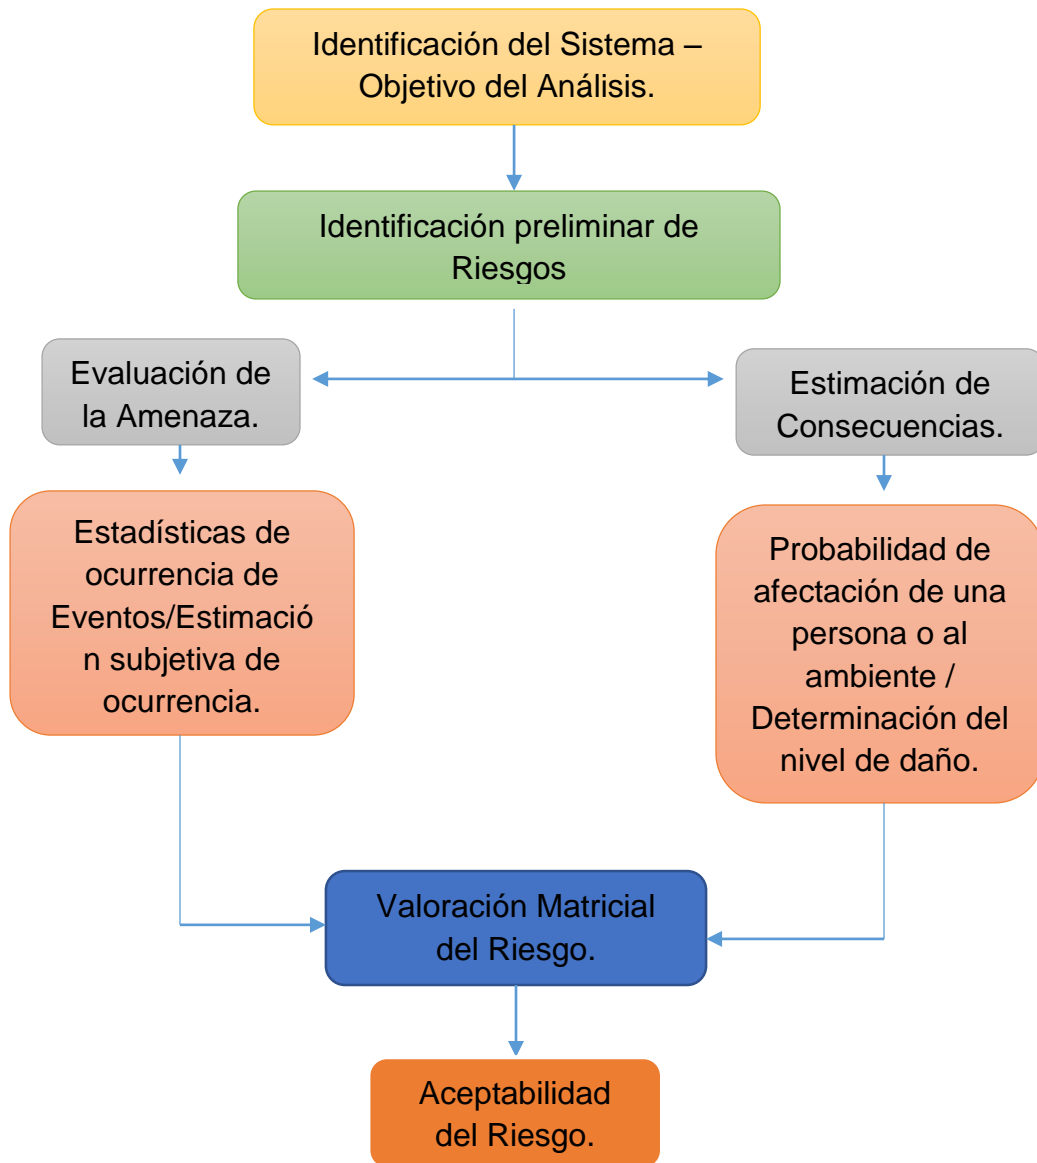 Identificación del Sistema –
Objetivo del Análisis.
Identificación preliminar de
Riesgos
Evaluación de
la Amenaza.
Estimación de
Consecuencias.
Estadísticas de
ocurrencia de
Eventos/Estimació
n subjetiva de
ocurrencia.
Probabilidad de
afectación de una
persona o al
ambiente /
Determinación del
nivel de daño.
Valoración Matricial
del Riesgo.
Aceptabilidad
del Riesgo.